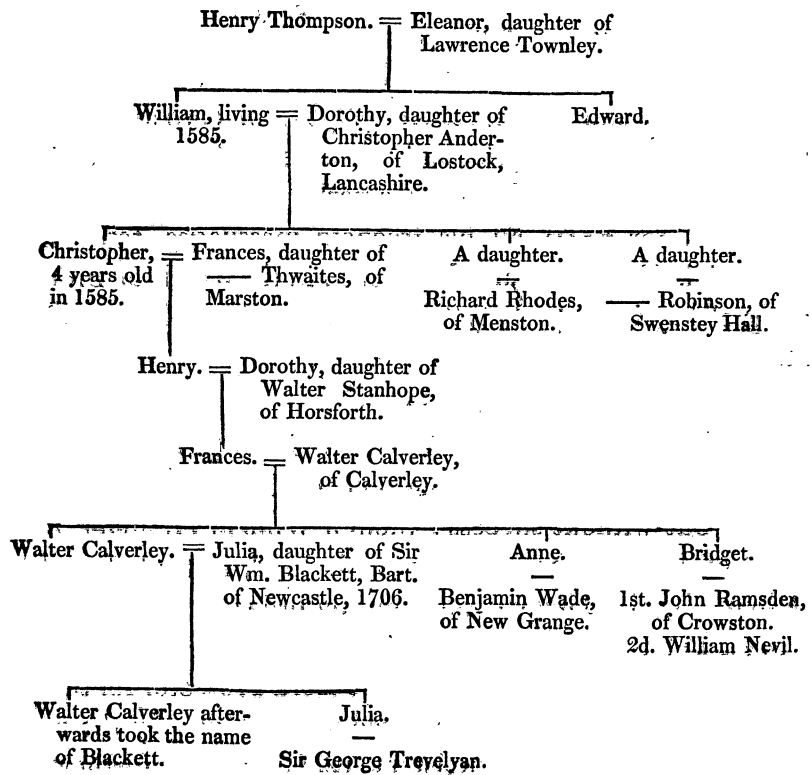 Henry Thompson. = Eleanor, daughter of
Lawrence Townley.
William, living = Dorothy, daughter of
1585.
Christopher Ander-
ton, of Lostock,
Lancashire.
Edward.
Christopher, = Frances, daughter of
4 years old
in 1585.
—— Thwaites, of
Marston.
A daughter.
=
Richard Rhodes,
of Menston.
A daughter.
—
—— Robinson, of
Swenstey Hall.
Henry. = Dorothy, daughter of
Walter Stanhope,
of Horsforth.
Frances. = Walter Calverley,
of Calverley.
Walter Calverley. = Julia, daughter of Sir
Wm. Blackett, Bart.
of Newcastle, 1706.
Anne.
—
Benjamin Wade,
of New Grange.
Bridget.
—
1st. John Ramsden,
of Crowston.
2d. William Nevil.
Walter Calverley after-
wards took the name
of Blackett.
Julia.
—
Sir George Trevelyan.